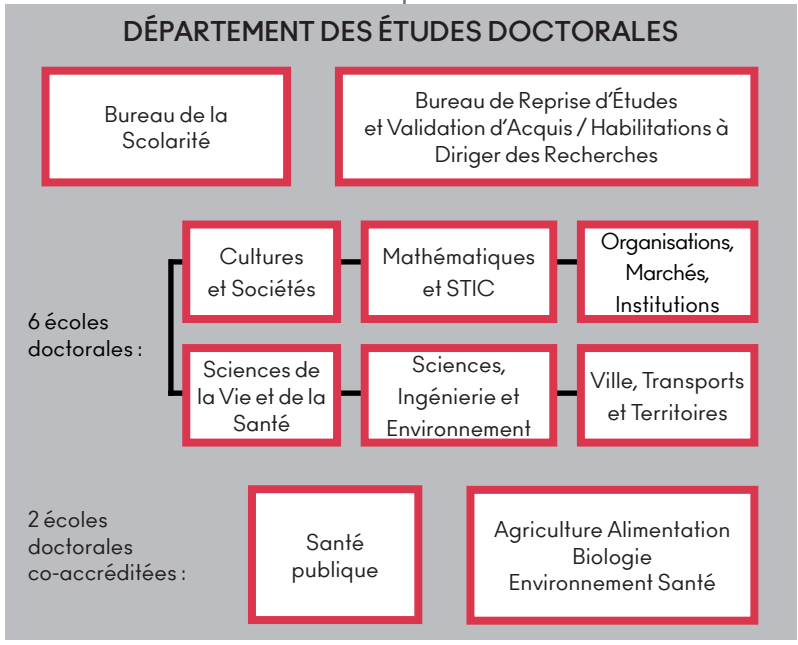 DÉPARTEMENT DES ÉTUDES DOCTORALES
Bureau de la
Scolarité
Bureau de Reprise d'Études
et Validation d'Acquis / Habilitations à
Diriger des Recherches
6 écoles
doctorales :
Cultures
et Sociétés
Mathématiques
et STIC
Organisations,
Marchés,
Institutions
Sciences de
la Vie et de la
Santé
Sciences,
Ingénierie et
Environnement
Ville, Transports
et Territoires
2 écoles
doctorales
co-accréditées :
Santé
publique
Agriculture Alimentation
Biologie
Environnement Santé